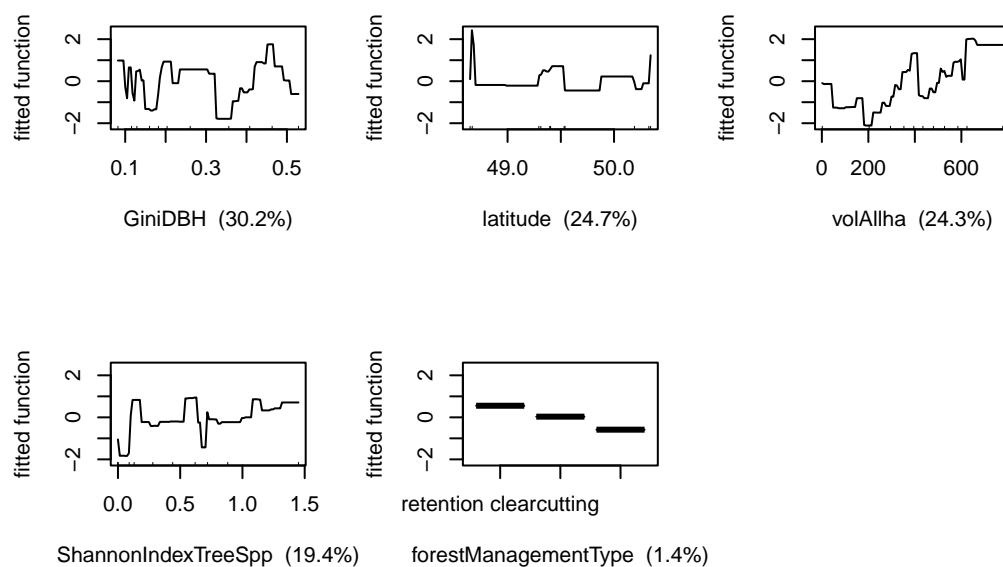 fitted function
2
0
−2
0.1
0.3
0.5
GiniDBH (30.2%)
fitted function
2
0
−2
49.0
50.0
latitude (24.7%)
fitted function
2
0
−2
0
200
600
volAllha (24.3%)
fitted function
2
0
−2
0.0
0.5
1.0
1.5
ShannonIndexTreeSpp (19.4%)
fitted function
2
0
−2
retention clearcutting
forestManagementType (1.4%)